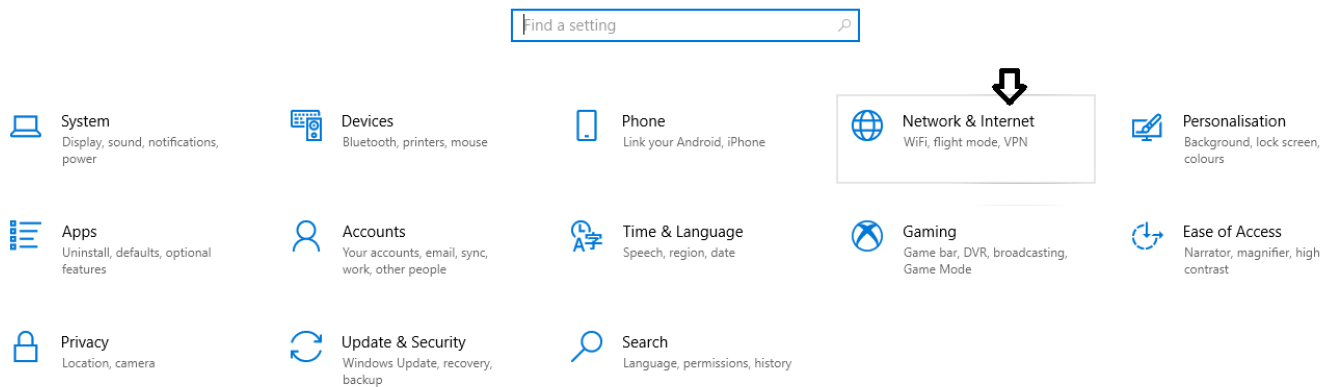 Find a setting
System
Display, sound, notifications,
power
Devices
Bluetooth, printers, mouse
Phone
Link your Android, iPhone
Network & Internet
WiFi, flight mode, VPN
Personalisation
Background, lock screen,
colours
Apps
Uninstall, defaults, optional
features
Accounts
Your accounts, email, sync,
work, other people
Time & Language
Speech, region, date
Gaming
Game bar, DVR, broadcasting,
Game Mode
Ease of Access
Narrator, magnifier, high
contrast
Privacy
Location, camera
Update & Security
Windows Update, recovery,
backup
Search
Language, permissions, history